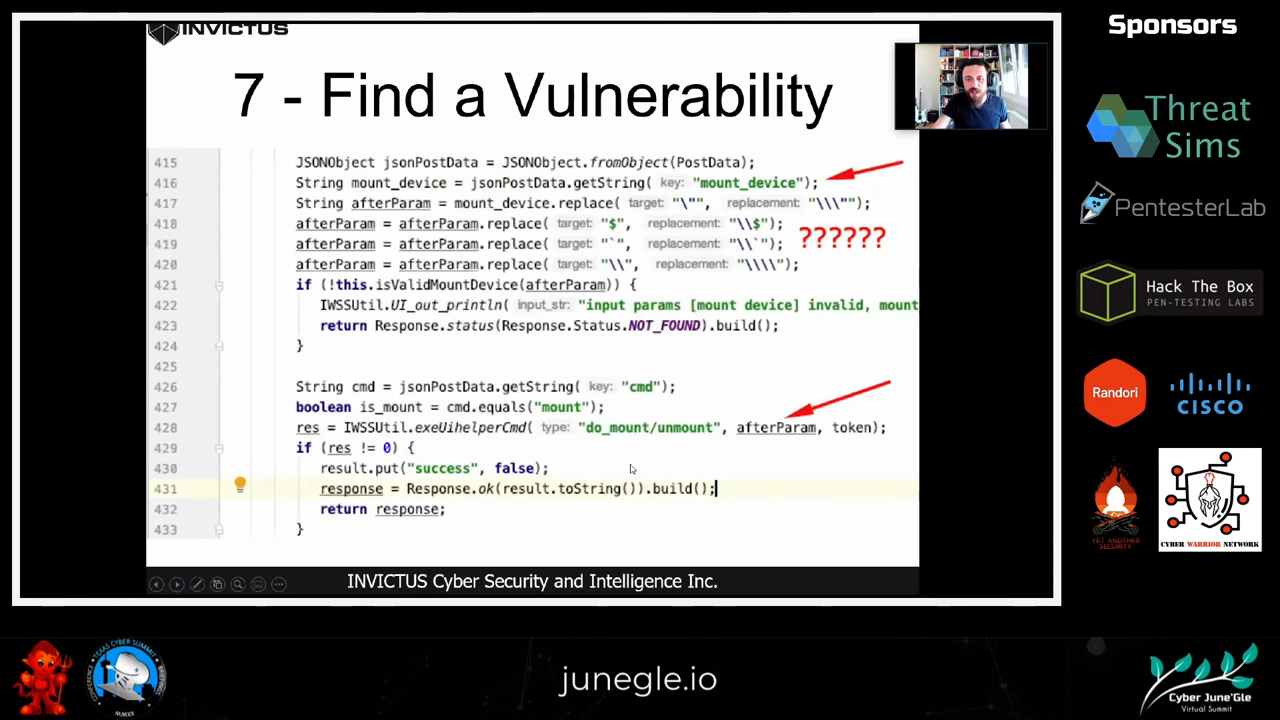 INVICTUS
7 - Find a Vulnerability
415 JSONObject jsonPostData = JSONObject.fromObject(PostData);
416 String mount_device = jsonPostData.getString( key: "mount_device");
417 String afterParam = mount_device.replace( target: "\"", replacement: "\\\"");
418 afterParam = afterParam.replace( target: "$", replacement: "\\$");
419 afterParam = afterParam.replace( target: "`", replacement: "\\`");
??????
420 afterParam = afterParam.replace( target: "\\", replacement: "\\\\");
421 if (!this.isValidMountDevice(afterParam)) {
422 IWSSUtil.UI_out_println( input_str: "input params [mount device] invalid, mount
423 return Response.status(Response.Status.NOT_FOUND).build();
424 }
425
426 String cmd = jsonPostData.getString( key: "cmd");
427 boolean is_mount = cmd.equals("mount");
428 res = IWSSUtil.exeUihelperCmd( type: "do_mount/unmount", afterParam, token);
429 if (res != 0) {
430 result.put("success", false);
431 response = Response.ok(result.toString()).build();
432 return response;
433 }
INVICTUS Cyber Security and Intelligence Inc.
Sponsors
Threat
Sims
PentesterLab
Hack The Box
PEN-TESTING LABS
Randori
CISCO
YET ANOTHER
SECURITY
CYBER WARRIOR NETWORK
TEXAS CYBER SUMMIT
CONFERENCE
BRIEFINGS
MMXX
junegle.io
Cyber June'Gle
Virtual Summit